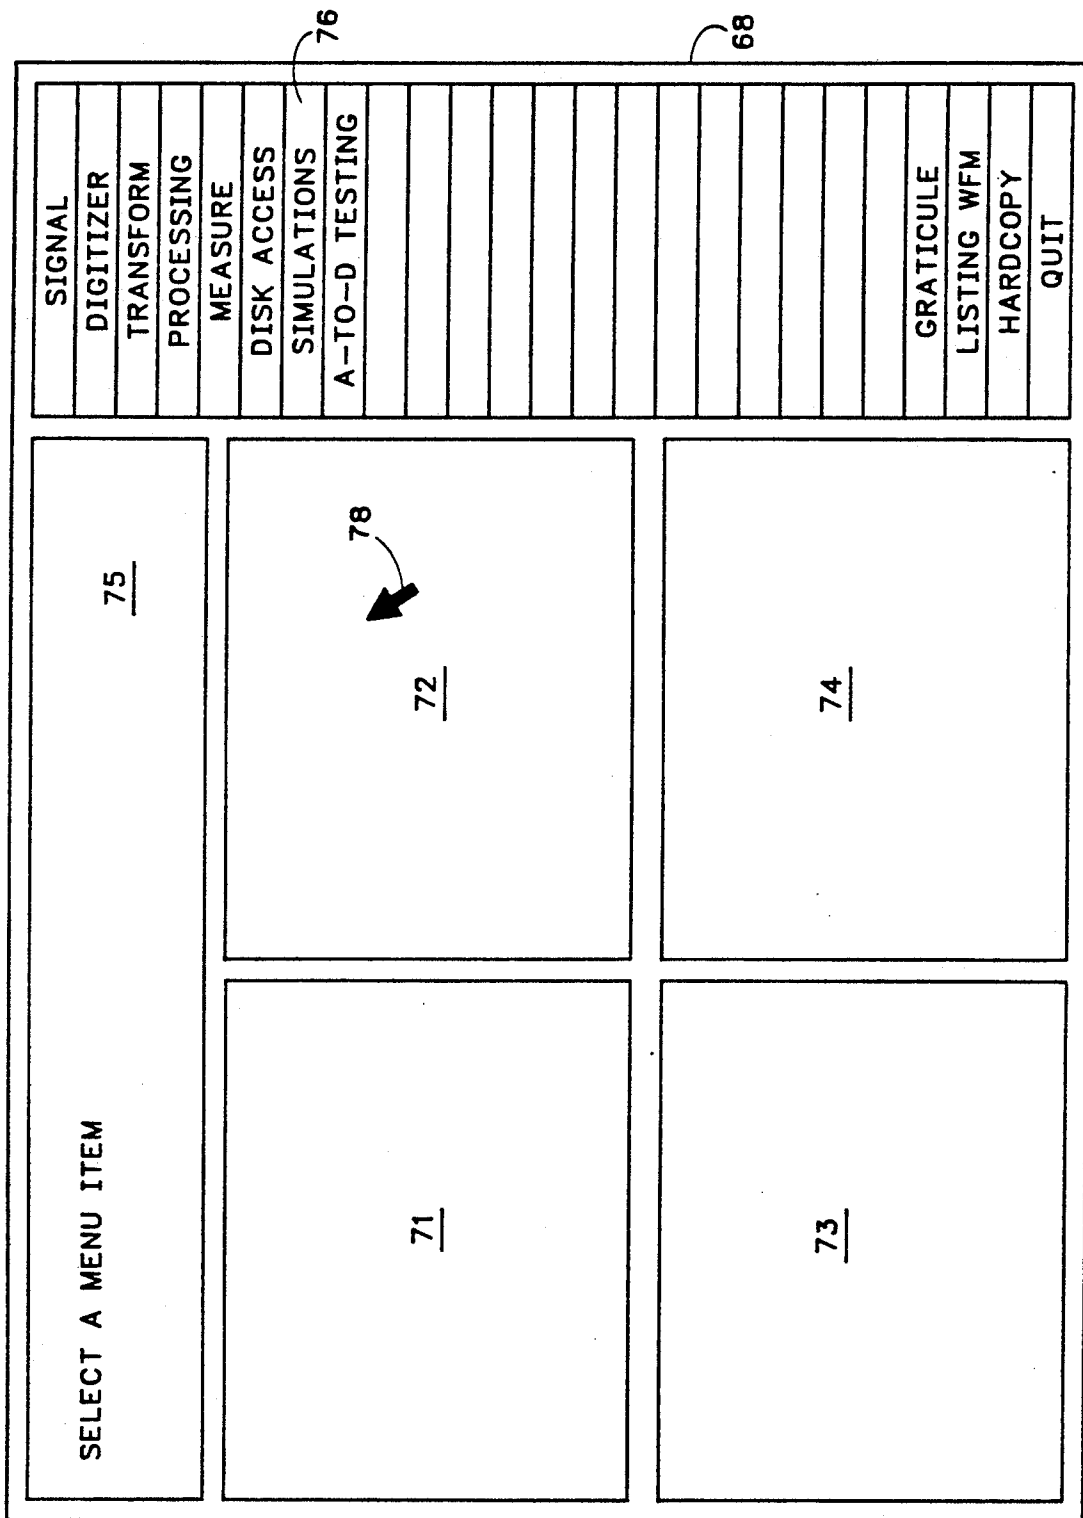 SELECT A MENU ITEM
75
71
72
78
73
74
SIGNAL
DIGITIZER
TRANSFORM
PROCESSING
MEASURE
DISK ACCESS
SIMULATIONS
A-TO-D TESTING
GRATICULE
LISTING WFM
HARDCOPY
QUIT
76
68